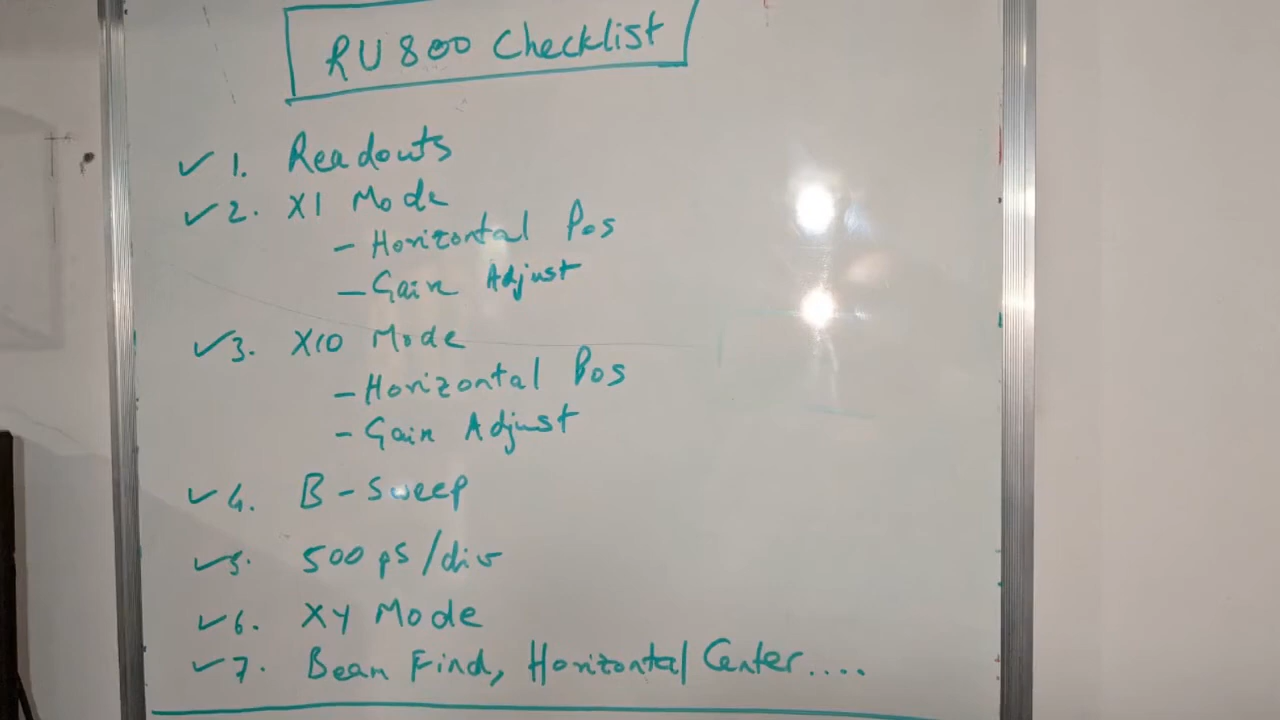 RU800 Checklist
✓ 1. Readouts
✓ 2. X1 Mode
- Horizontal Pos
- Gain Adjust
✓ 3. X10 Mode
- Horizontal Pos
- Gain Adjust
✓ 4. B-Sweep
✓ 5. 500 ps/div
✓ 6. XY Mode
✓ 7. Beam Find, Horizontal Center....